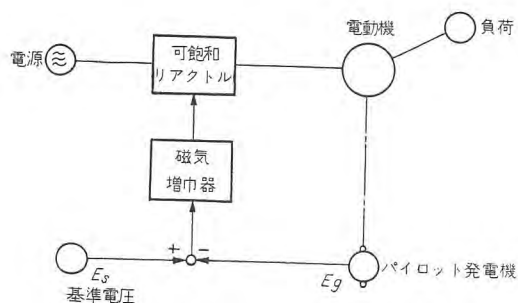 電源
可飽和
リアクトル
電動機
負荷
磁気
増巾器
+
−
Es
基準電圧
Eg
パイロット発電機